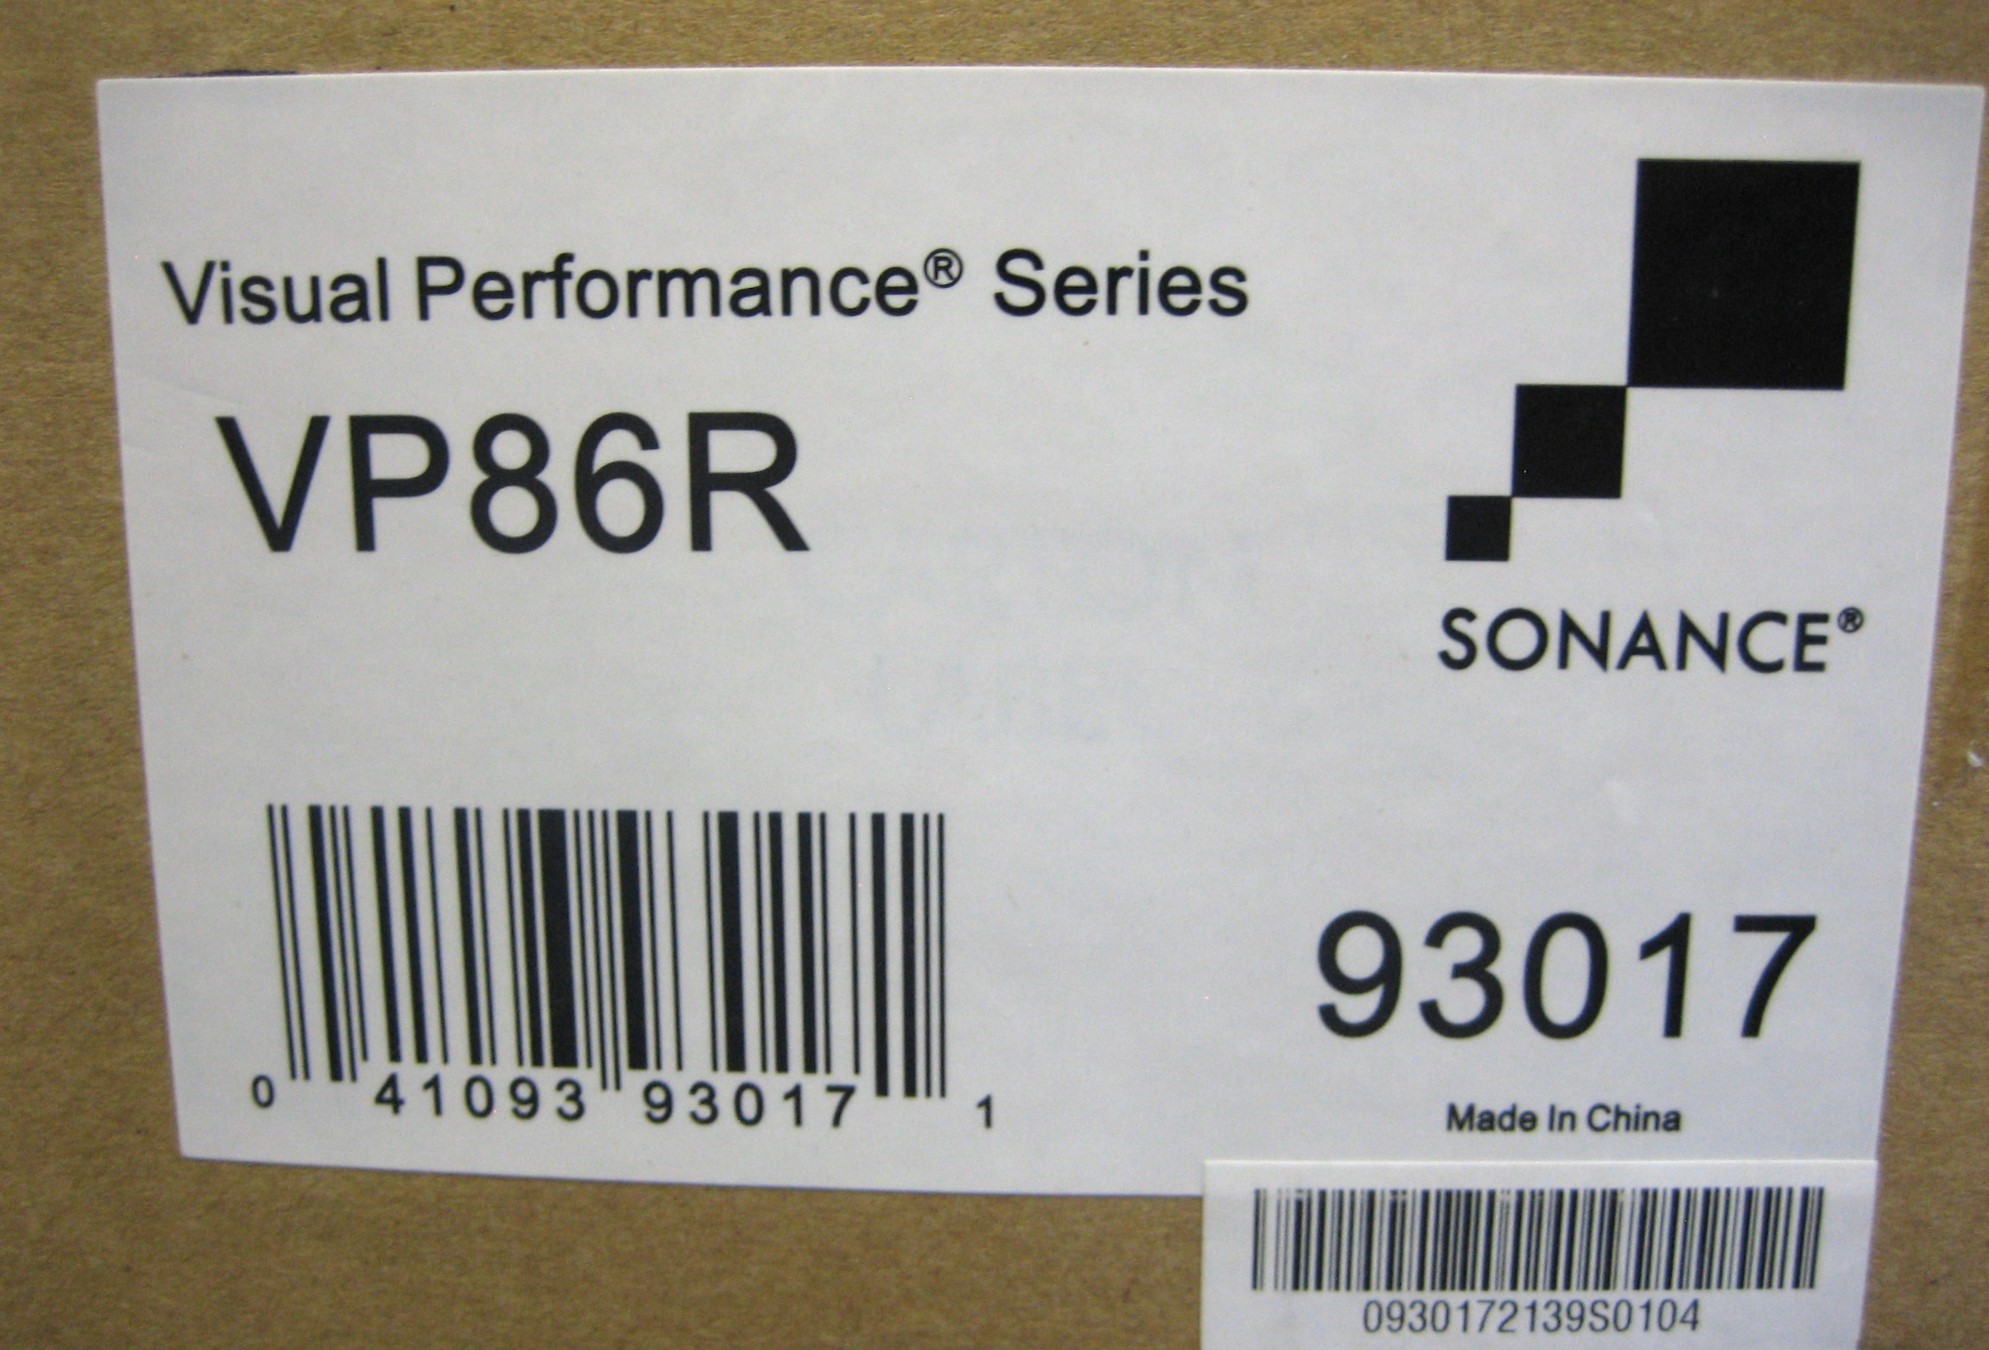 Visual Performance® Series
VP86R
SONANCE®
0 41093 93017 1
93017
Made In China
0930172139S0104